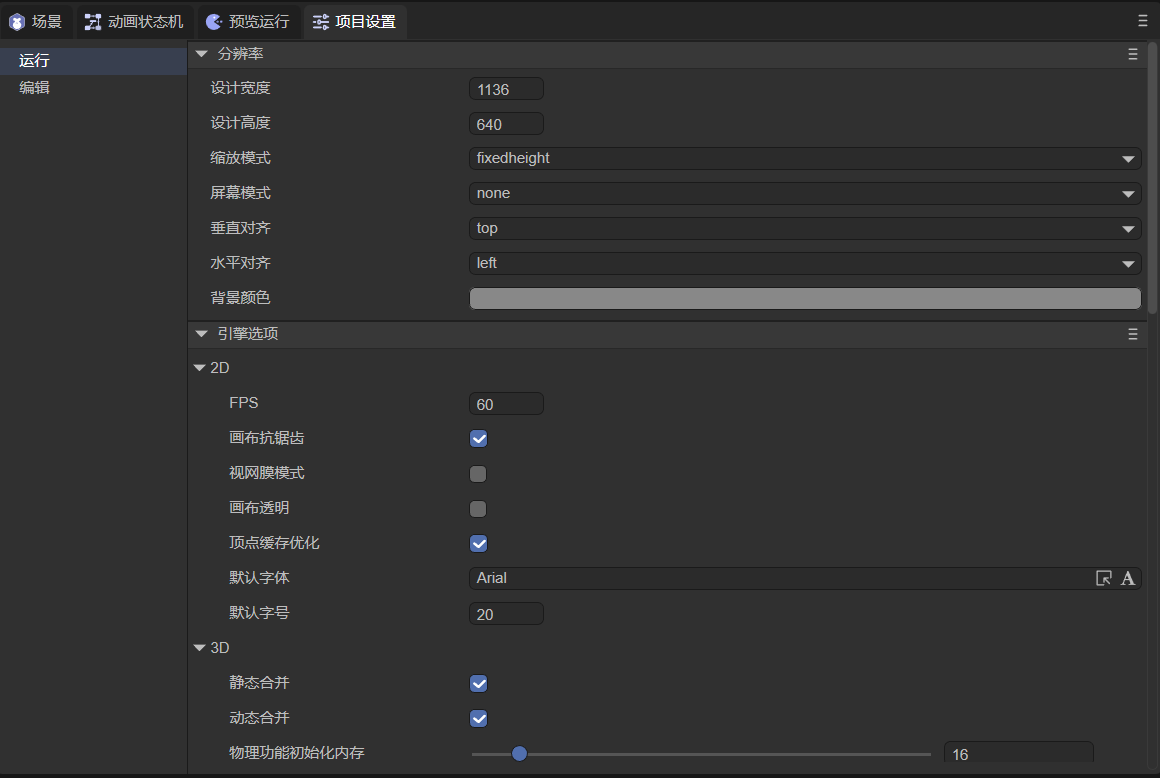 场景 动画状态机 预览运行 项目设置
运行
编辑
分辨率
设计宽度 1136
设计高度 640
缩放模式 fixedheight
屏幕模式 none
垂直对齐 top
水平对齐 left
背景颜色
引擎选项
2D
FPS 60
画布抗锯齿
视网膜模式
画布透明
顶点缓存优化
默认字体 Arial
默认字号 20
3D
静态合并
动态合并
物理功能初始化内存 16